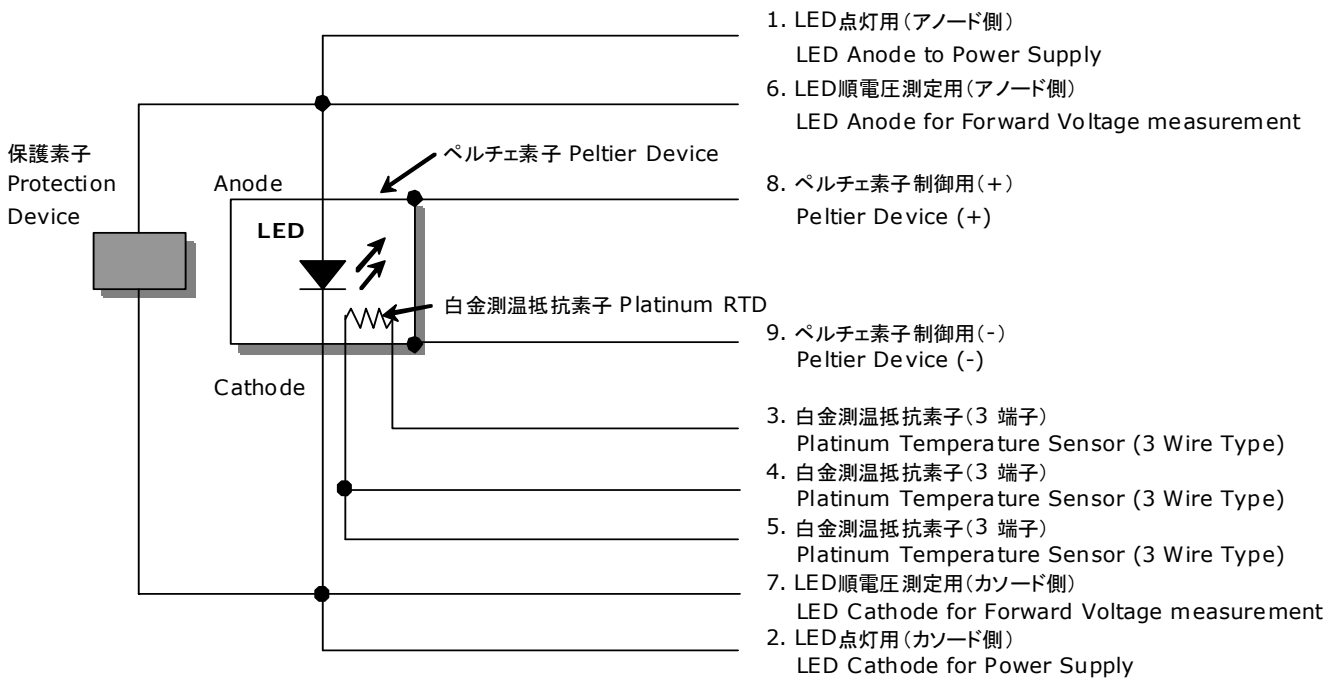 1. LED点灯用(アノード側)
LED Anode to Power Supply
6. LED順電圧測定用(アノード側)
LED Anode for Forward Voltage measurement
保護素子
Protection
Device
ペルチェ素子 Peltier Device
Anode
8. ペルチェ素子制御用(+)
Peltier Device (+)
LED
白金測温抵抗素子 Platinum RTD
9. ペルチェ素子制御用(-)
Peltier Device (-)
Cathode
3. 白金測温抵抗素子(3 端子)
Platinum Temperature Sensor (3 Wire Type)
4. 白金測温抵抗素子(3 端子)
Platinum Temperature Sensor (3 Wire Type)
5. 白金測温抵抗素子(3 端子)
Platinum Temperature Sensor (3 Wire Type)
7. LED順電圧測定用(カソード側)
LED Cathode for Forward Voltage measurement
2. LED点灯用(カソード側)
LED Cathode for Power Supply